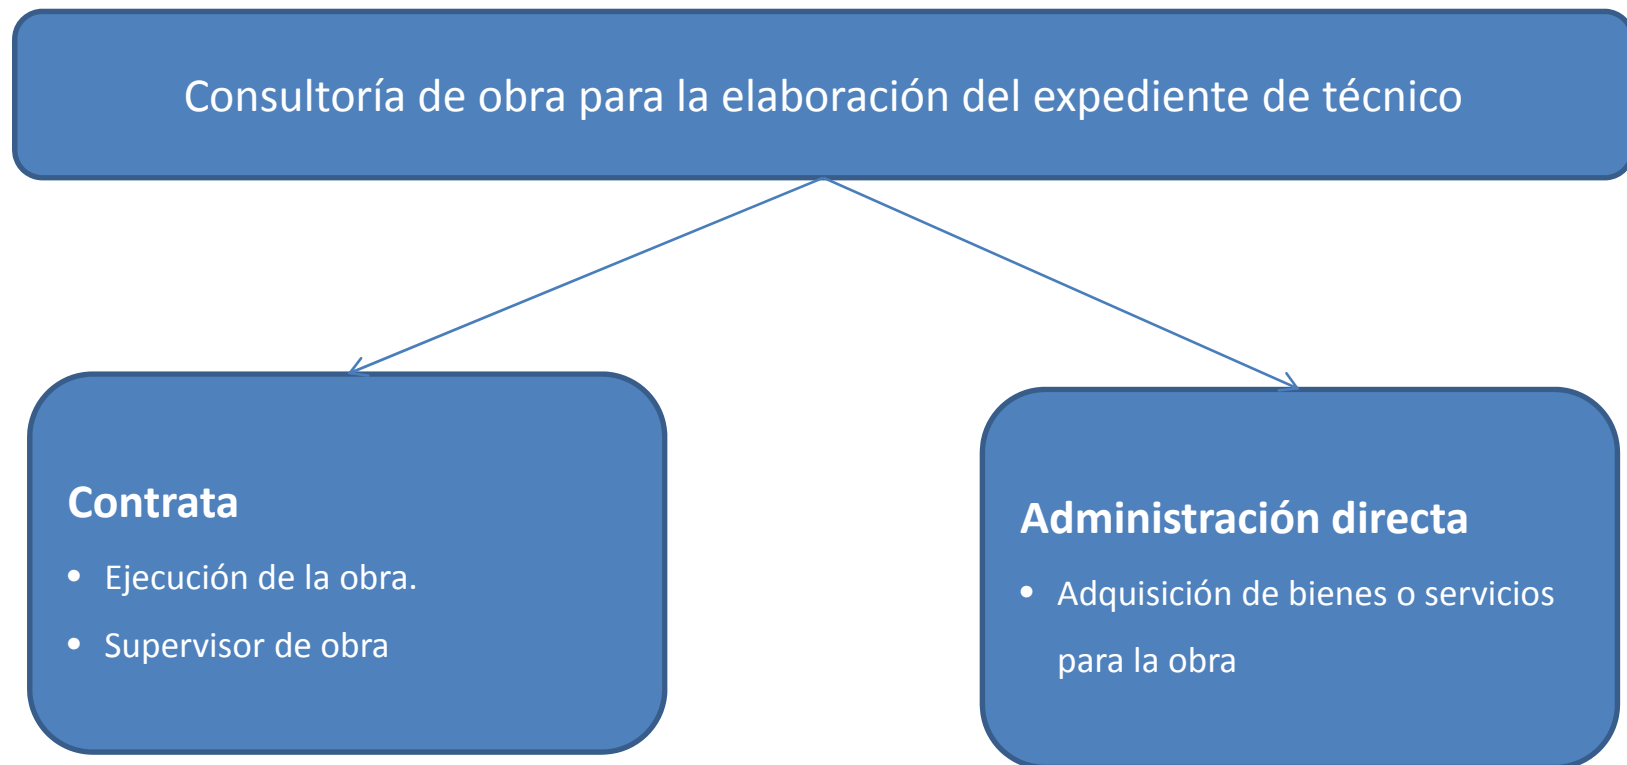 Consultoría de obra para la elaboración del expediente de técnico
Contrata
• Ejecución de la obra.
• Supervisor de obra
Administración directa
• Adquisición de bienes o servicios
para la obra